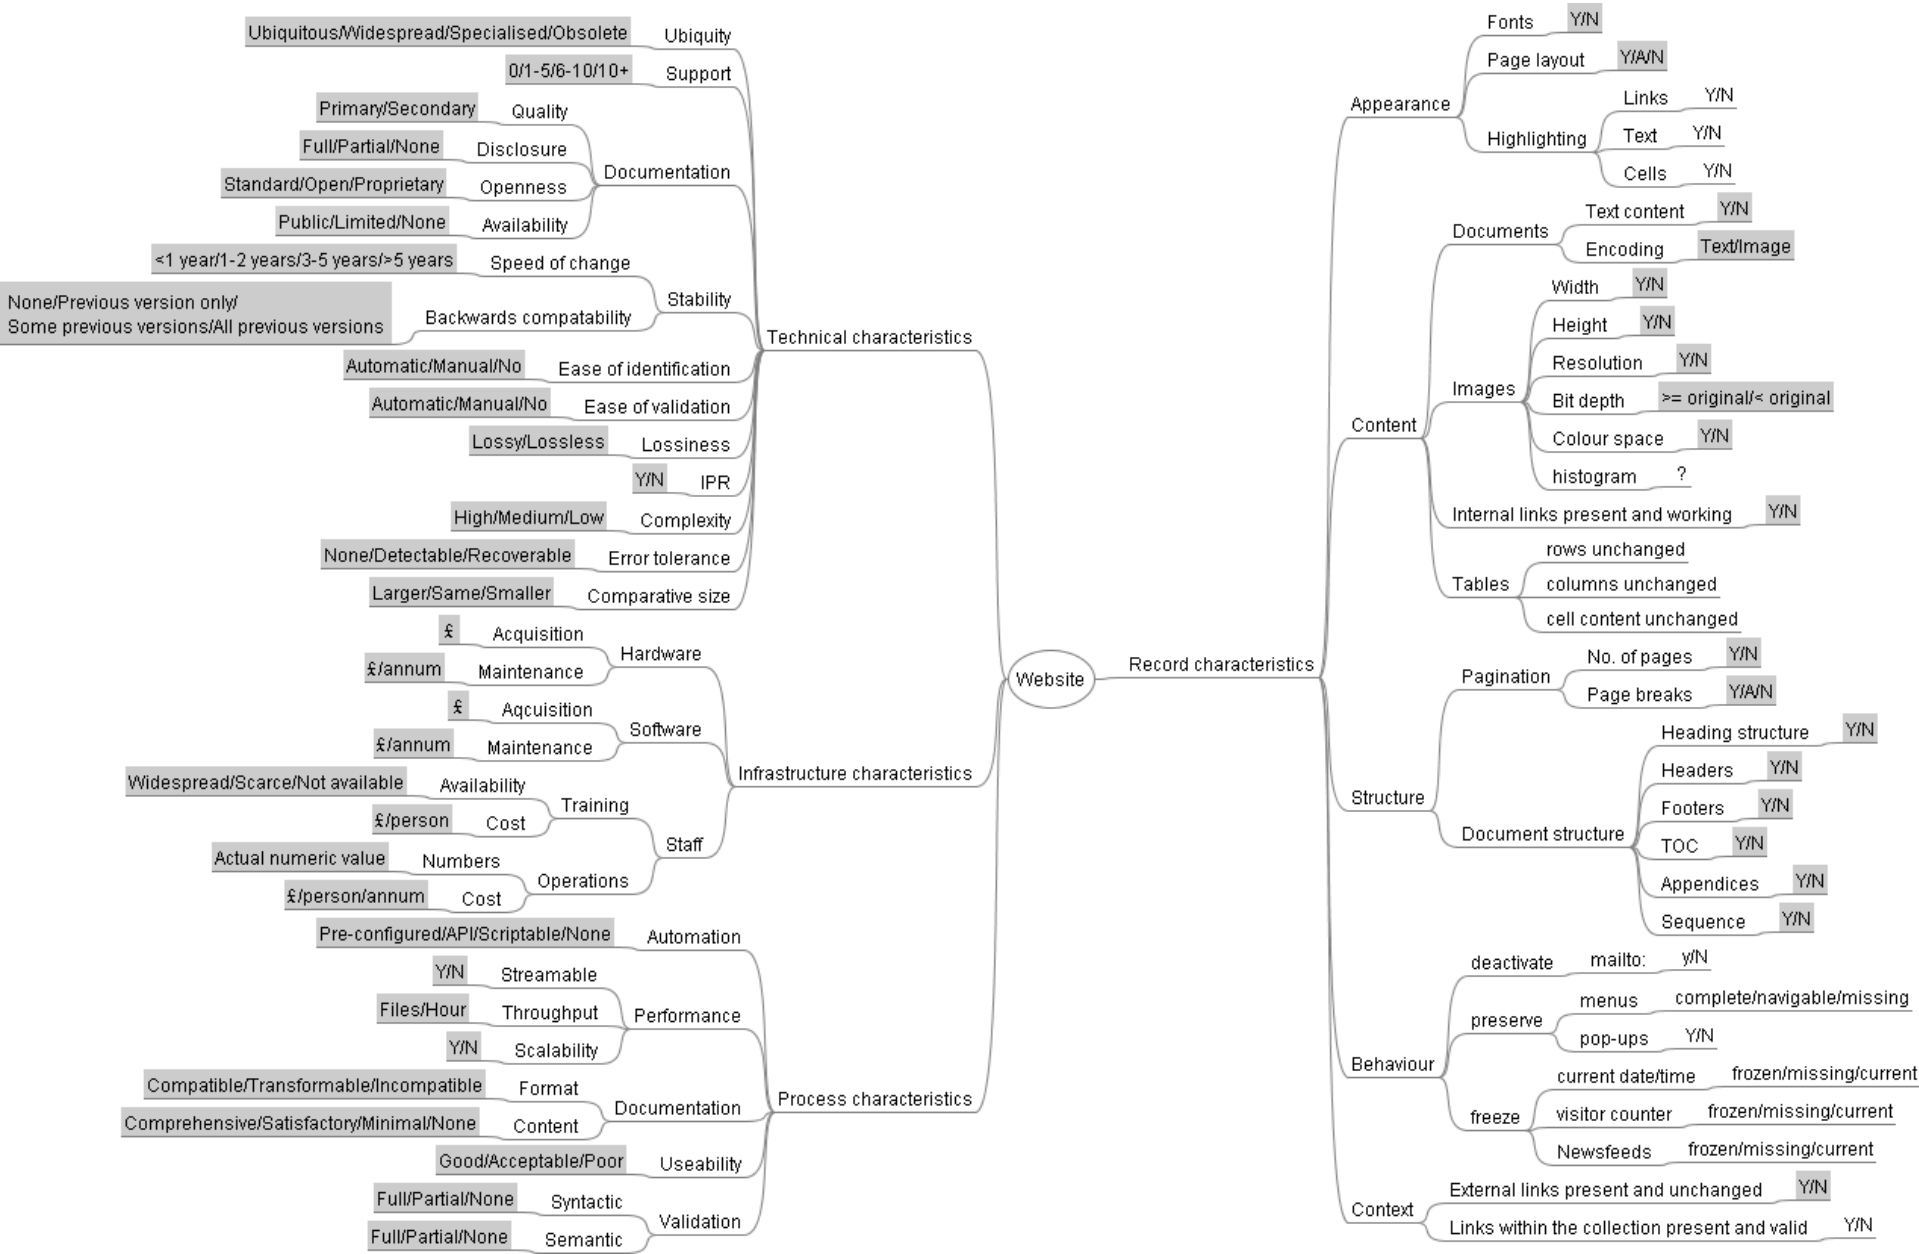 Ubiquitous/Widespread/Specialised/Obsolete Ubiquity
0/1-5/6-10/10+ Support
Primary/Secondary Quality
Full/Partial/None Disclosure
Documentation
Standard/Open/Proprietary Openness
Public/Limited/None Availability
<1 year/1-2 years/3-5 years/>5 years Speed of change
Stability
None/Previous version only/
Some previous versions/All previous versions
Backwards compatability
Technical characteristics
Automatic/Manual/No Ease of identification
Automatic/Manual/No Ease of validation
Lossy/Lossless Lossiness
Y/N IPR
High/Medium/Low Complexity
None/Detectable/Recoverable Error tolerance
Larger/Same/Smaller Comparative size
£ Acquisition
Hardware
£/annum Maintenance
£ Aqcuisition
Software
£/annum Maintenance
Infrastructure characteristics
Widespread/Scarce/Not available Availability
Training
£/person Cost
Staff
Actual numeric value Numbers
Operations
£/person/annum Cost
Pre-configured/API/Scriptable/None Automation
Y/N Streamable
Files/Hour Throughput
Performance
Y/N Scalability
Process characteristics
Compatible/Transformable/Incompatible Format
Documentation
Comprehensive/Satisfactory/Minimal/None Content
Good/Acceptable/Poor Useability
Full/Partial/None Syntactic
Validation
Full/Partial/None Semantic
Website
Record characteristics
Appearance
Fonts Y/N
Page layout Y/A/N
Highlighting
Links Y/N
Text Y/N
Cells Y/N
Content
Documents
Text content Y/N
Encoding Text/Image
Images
Width Y/N
Height Y/N
Resolution Y/N
Bit depth >= original/< original
Colour space Y/N
histogram ?
Internal links present and working Y/N
Tables
rows unchanged
columns unchanged
cell content unchanged
Structure
Pagination
No. of pages Y/N
Page breaks Y/A/N
Document structure
Heading structure Y/N
Headers Y/N
Footers Y/N
TOC Y/N
Appendices Y/N
Sequence Y/N
Behaviour
deactivate mailto: y/N
preserve
menus complete/navigable/missing
pop-ups Y/N
freeze
current date/time frozen/missing/current
visitor counter frozen/missing/current
Newsfeeds frozen/missing/current
Context
External links present and unchanged Y/N
Links within the collection present and valid Y/N